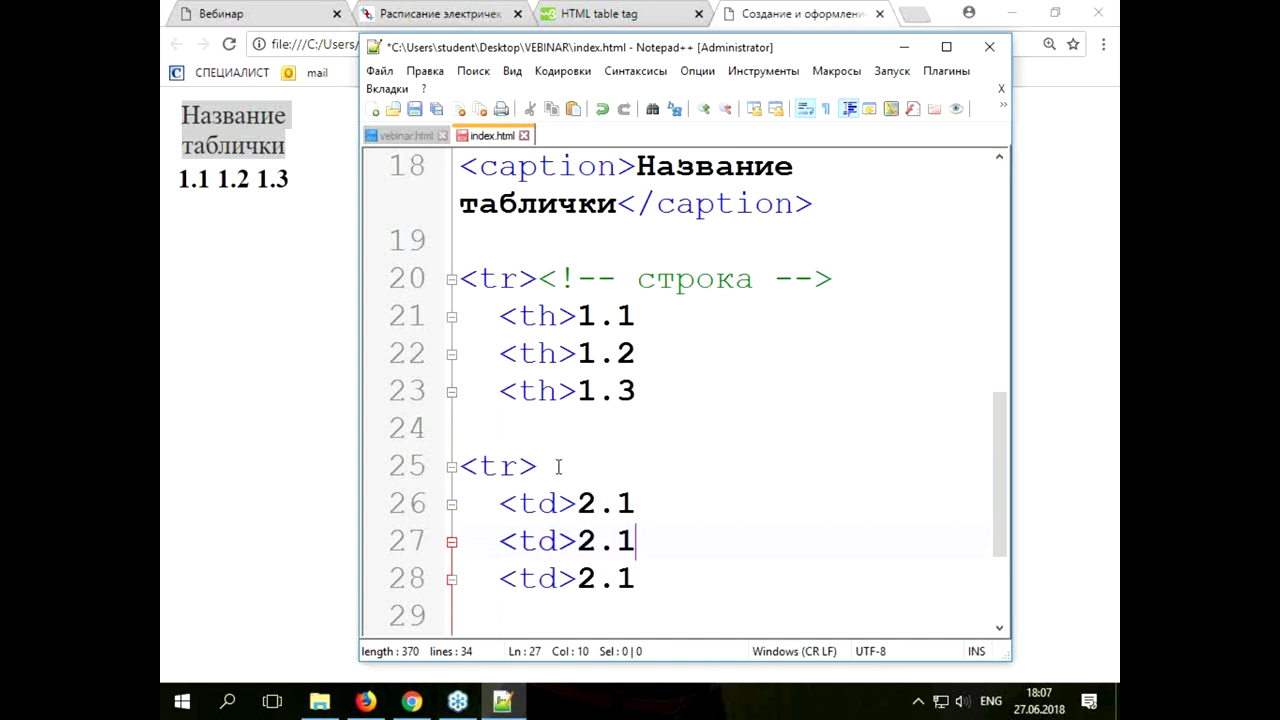 Вебинар
Расписание электричек
HTML table tag
Создание и оформлени
file:///C:/Users/
СПЕЦИАЛИСТ
mail
Название
таблички
1.1 1.2 1.3
*C:\Users\student\Desktop\VEBINAR\index.html - Notepad++ [Administrator]
Файл Правка Поиск Вид Кодировки Синтаксисы Опции Инструменты Макросы Запуск Плагины
Вкладки ? X
vebinar.html index.html
18 <caption>Название
таблички</caption>
19
20 <tr><!-- строка -->
21 <th>1.1
22 <th>1.2
23 <th>1.3
24
25 <tr>
26 <td>2.1
27 <td>2.1
28 <td>2.1
29
length : 370 lines : 34 Ln : 27 Col : 10 Sel : 0 | 0 Windows (CR LF) UTF-8 INS
ENG
18:07
27.06.2018